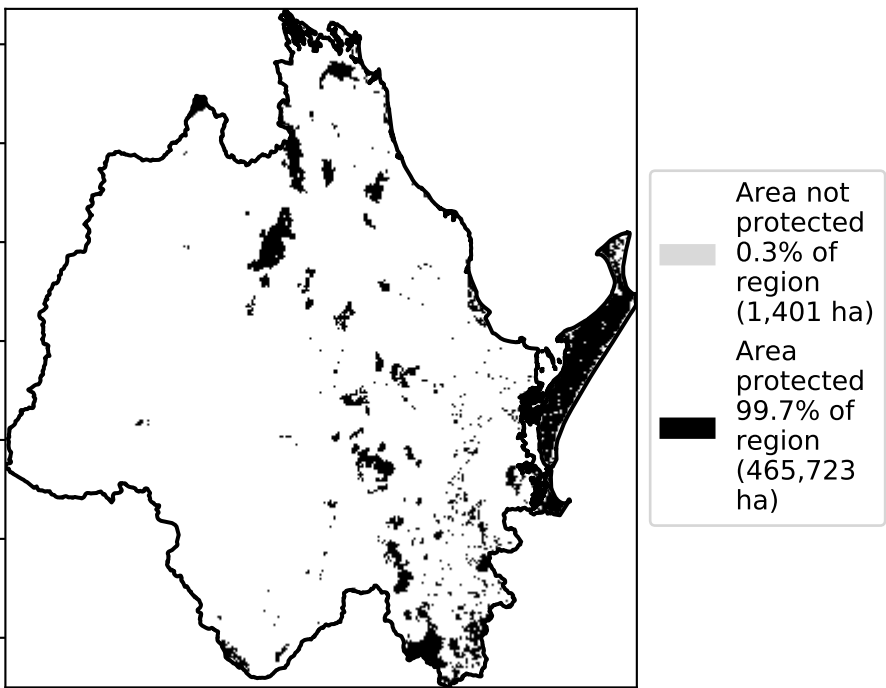 Area not
protected
0.3% of
region
(1,401 ha)
Area
protected
99.7% of
region
(465,723
ha)